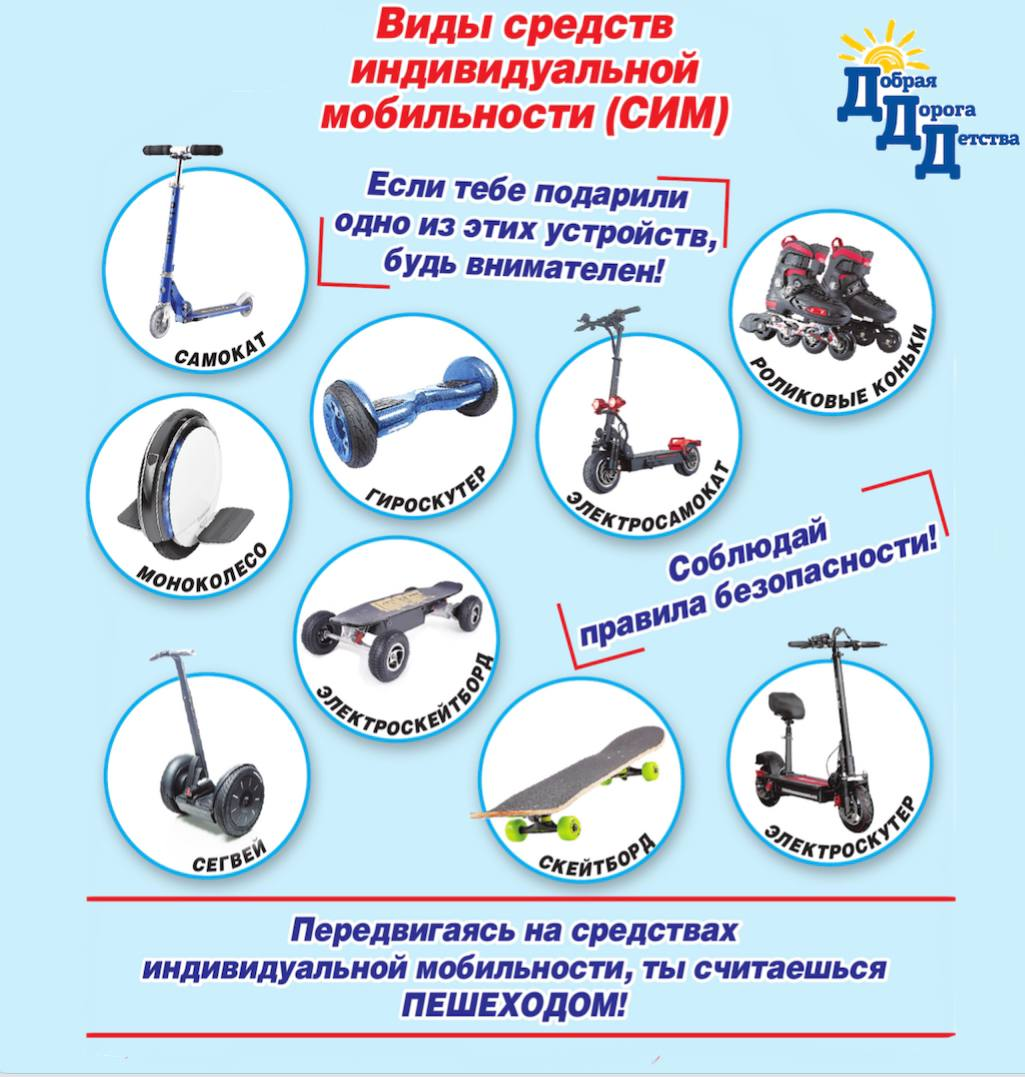 Виды средств
индивидуальной
мобильности (СИМ)
Добрая
Дорога
Детства
Если тебе подарили
одно из этих устройств,
будь внимателен!
САМОКАТ
РОЛИКОВЫЕ КОНЬКИ
ГИРОСКУТЕР
ЭЛЕКТРОСАМОКАТ
МОНОКОЛЕСО
Соблюдай
правила безопасности!
ЭЛЕКТРОСКЕЙТБОРД
СЕГВЕЙ
СКЕЙТБОРД
ЭЛЕКТРОСКУТЕР
Передвигаясь на средствах
индивидуальной мобильности, ты считаешься
ПЕШЕХОДОМ!